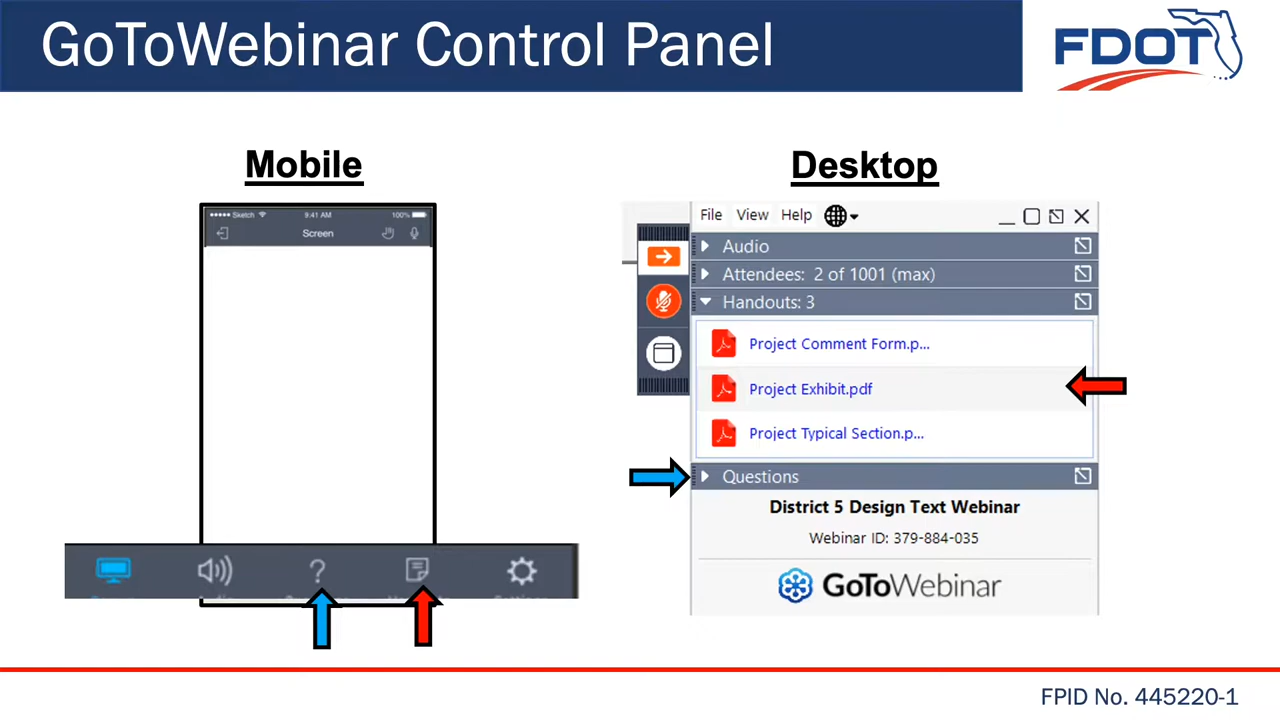 GoToWebinar Control Panel
FDOT
Mobile
Desktop
Sketch 9:41 AM 100%
Screen
File View Help
Audio
Attendees: 2 of 1001 (max)
Handouts: 3
Project Comment Form.p...
Project Exhibit.pdf
Project Typical Section.p...
Questions
District 5 Design Text Webinar
Webinar ID: 379-884-035
GoToWebinar
?
FPID No. 445220-1